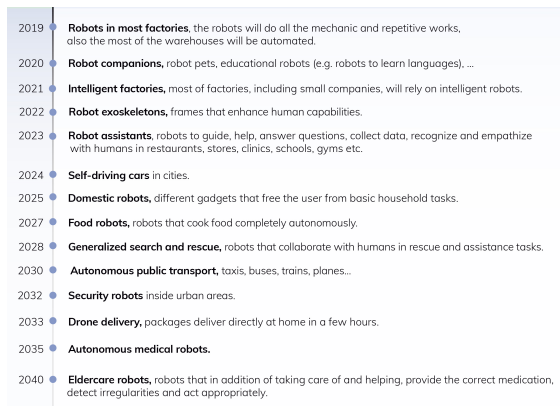 2019 Robots in most factories, the robots will do all the mechanic and repetitive works,
also the most of the warehouses will be automated.
2020 Robot companions, robot pets, educational robots (e.g. robots to learn languages), ...
2021 Intelligent factories, most of factories, including small companies, will rely on intelligent robots.
2022 Robot exoskeletons, frames that enhance human capabilities.
2023 Robot assistants, robots to guide, help, answer questions, collect data, recognize and empathize
with humans in restaurants, stores, clinics, schools, gyms etc.
2024 Self-driving cars in cities.
2025 Domestic robots, different gadgets that free the user from basic household tasks.
2027 Food robots, robots that cook food completely autonomously.
2028 Generalized search and rescue, robots that collaborate with humans in rescue and assistance tasks.
2030 Autonomous public transport, taxis, buses, trains, planes...
2032 Security robots inside urban areas.
2033 Drone delivery, packages deliver directly at home in a few hours.
2035 Autonomous medical robots.
2040 Eldercare robots, robots that in addition of taking care of and helping, provide the correct medication,
detect irregularities and act appropriately.